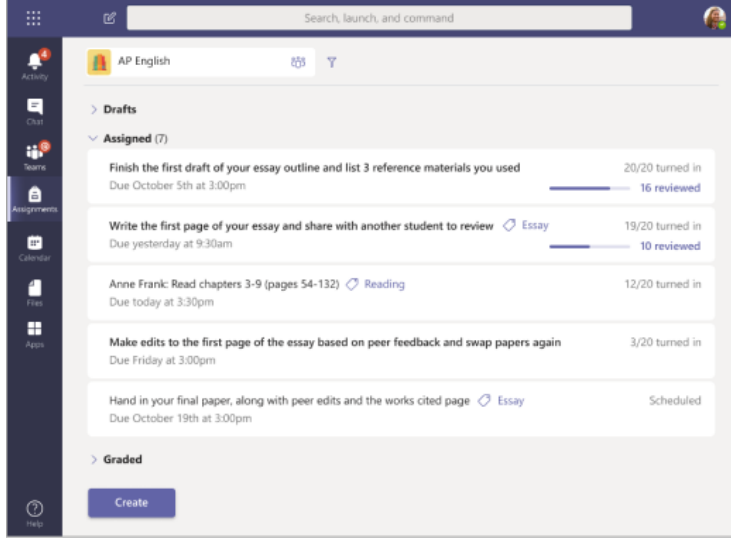 Search, launch, and command
Activity
4
Chat
Teams
Assignments
Calendar
Files
Apps
Help
AP English
Drafts
Assigned (7)
Finish the first draft of your essay outline and list 3 reference materials you used
20/20 turned in
Due October 5th at 3:00pm
16 reviewed
Write the first page of your essay and share with another student to review Essay
19/20 turned in
Due yesterday at 9:30am
10 reviewed
Anne Frank: Read chapters 3-9 (pages 54-132) Reading
12/20 turned in
Due today at 3:30pm
Make edits to the first page of the essay based on peer feedback and swap papers again
3/20 turned in
Due Friday at 3:00pm
Hand in your final paper, along with peer edits and the works cited page Essay
Scheduled
Due October 19th at 3:00pm
Graded
Create